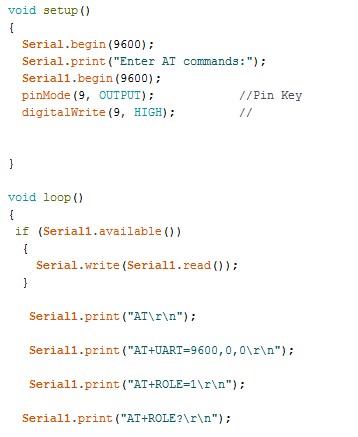 void setup()
{
Serial.begin(9600);
Serial.print("Enter AT commands:");
Serial1.begin(9600);
pinMode(9, OUTPUT); //Pin Key
digitalWrite(9, HIGH); //
}
void loop()
{
if (Serial1.available())
{
Serial.write(Serial1.read());
}
Serial1.print("AT\r\n");
Serial1.print("AT+UART=9600,0,0\r\n");
Serial1.print("AT+ROLE=1\r\n");
Serial1.print("AT+ROLE?\r\n");